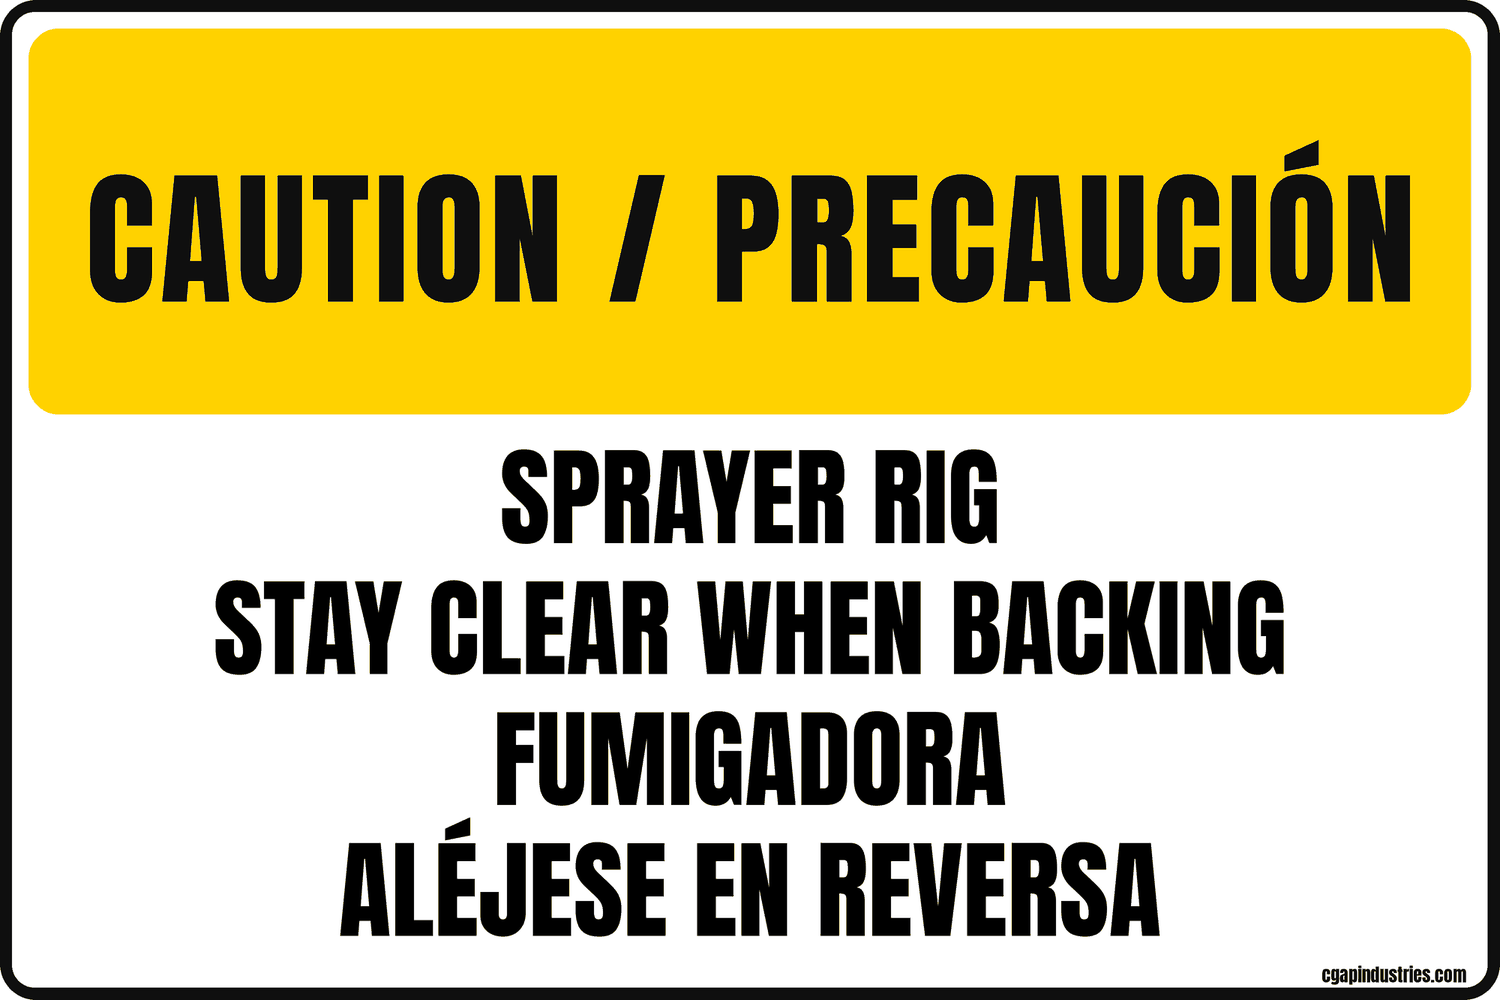 CAUTION / PRECAUCIÓN
SPRAYER RIG
STAY CLEAR WHEN BACKING
FUMIGADORA
ALÉJESE EN REVERSA
cgapindustries.com